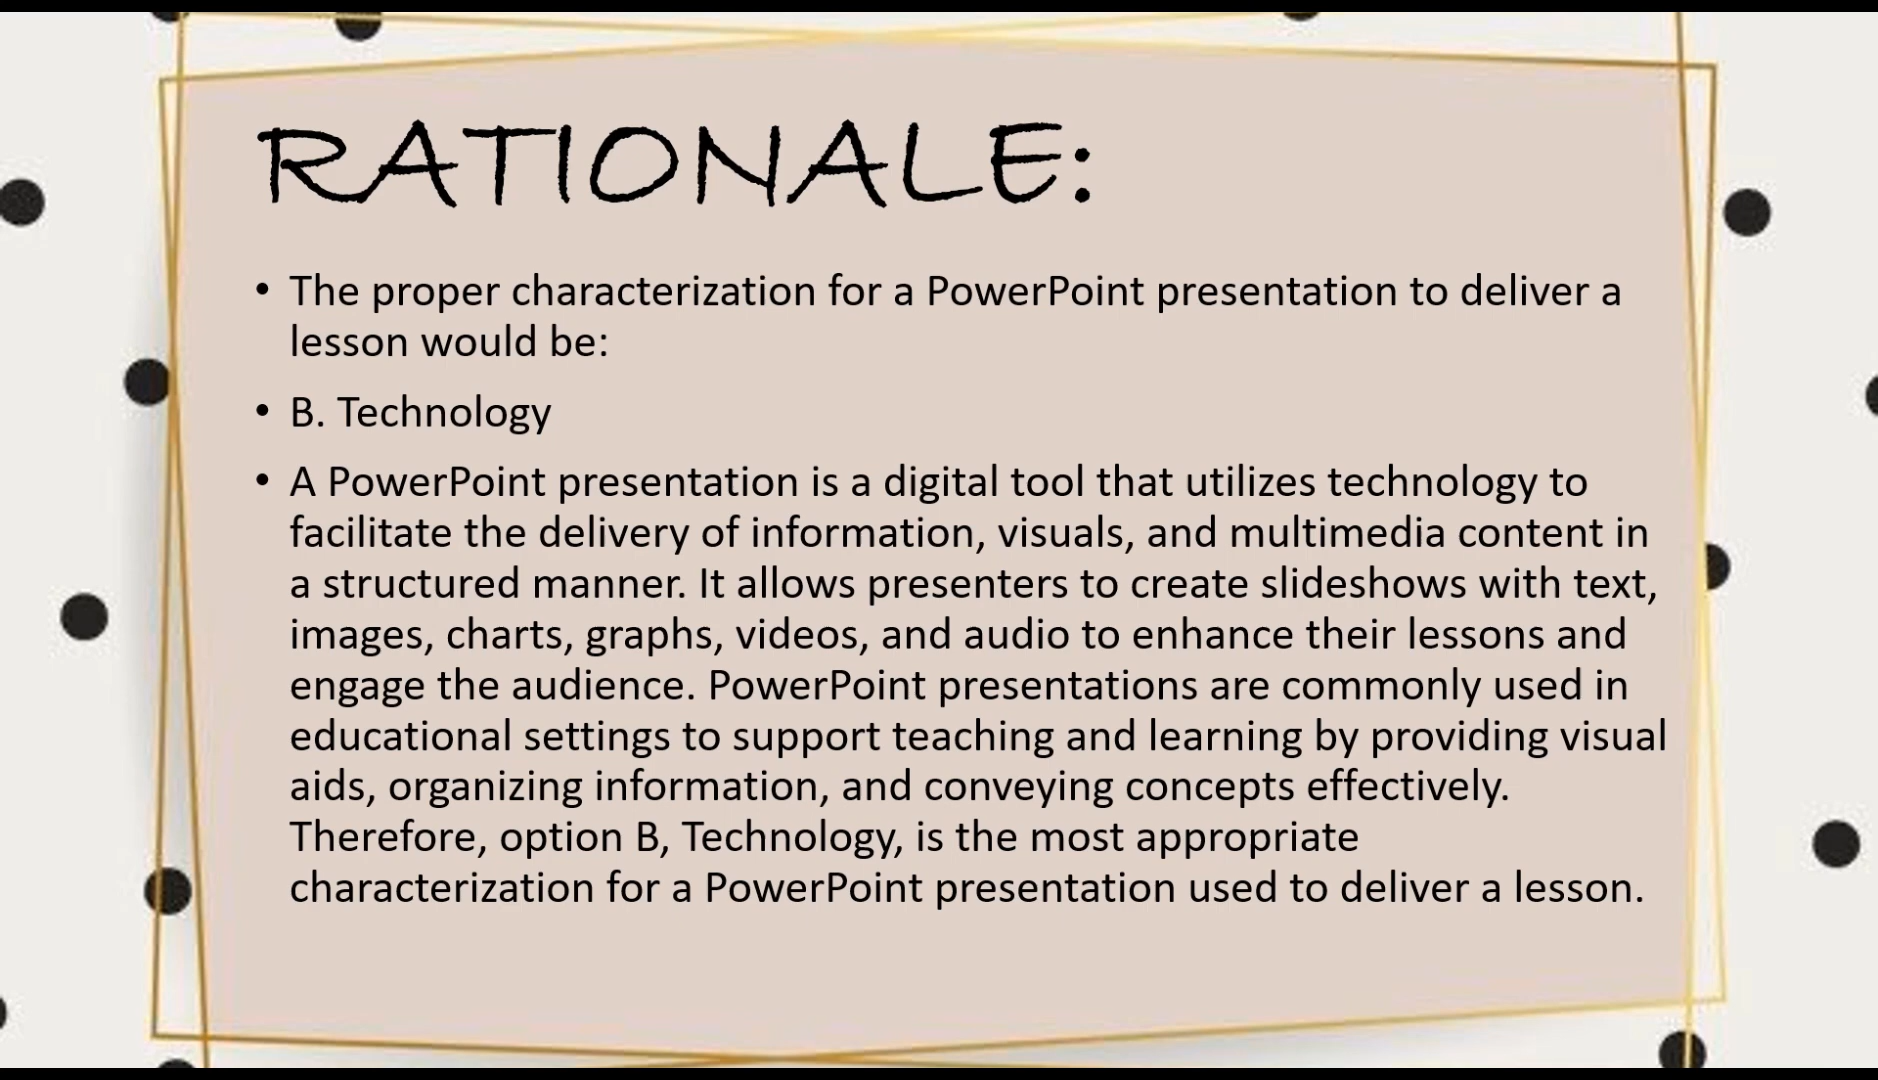 RATIONALE:
• The proper characterization for a PowerPoint presentation to deliver a
lesson would be:
• B. Technology
• A PowerPoint presentation is a digital tool that utilizes technology to
facilitate the delivery of information, visuals, and multimedia content in
a structured manner. It allows presenters to create slideshows with text,
images, charts, graphs, videos, and audio to enhance their lessons and
engage the audience. PowerPoint presentations are commonly used in
educational settings to support teaching and learning by providing visual
aids, organizing information, and conveying concepts effectively.
Therefore, option B, Technology, is the most appropriate
characterization for a PowerPoint presentation used to deliver a lesson.